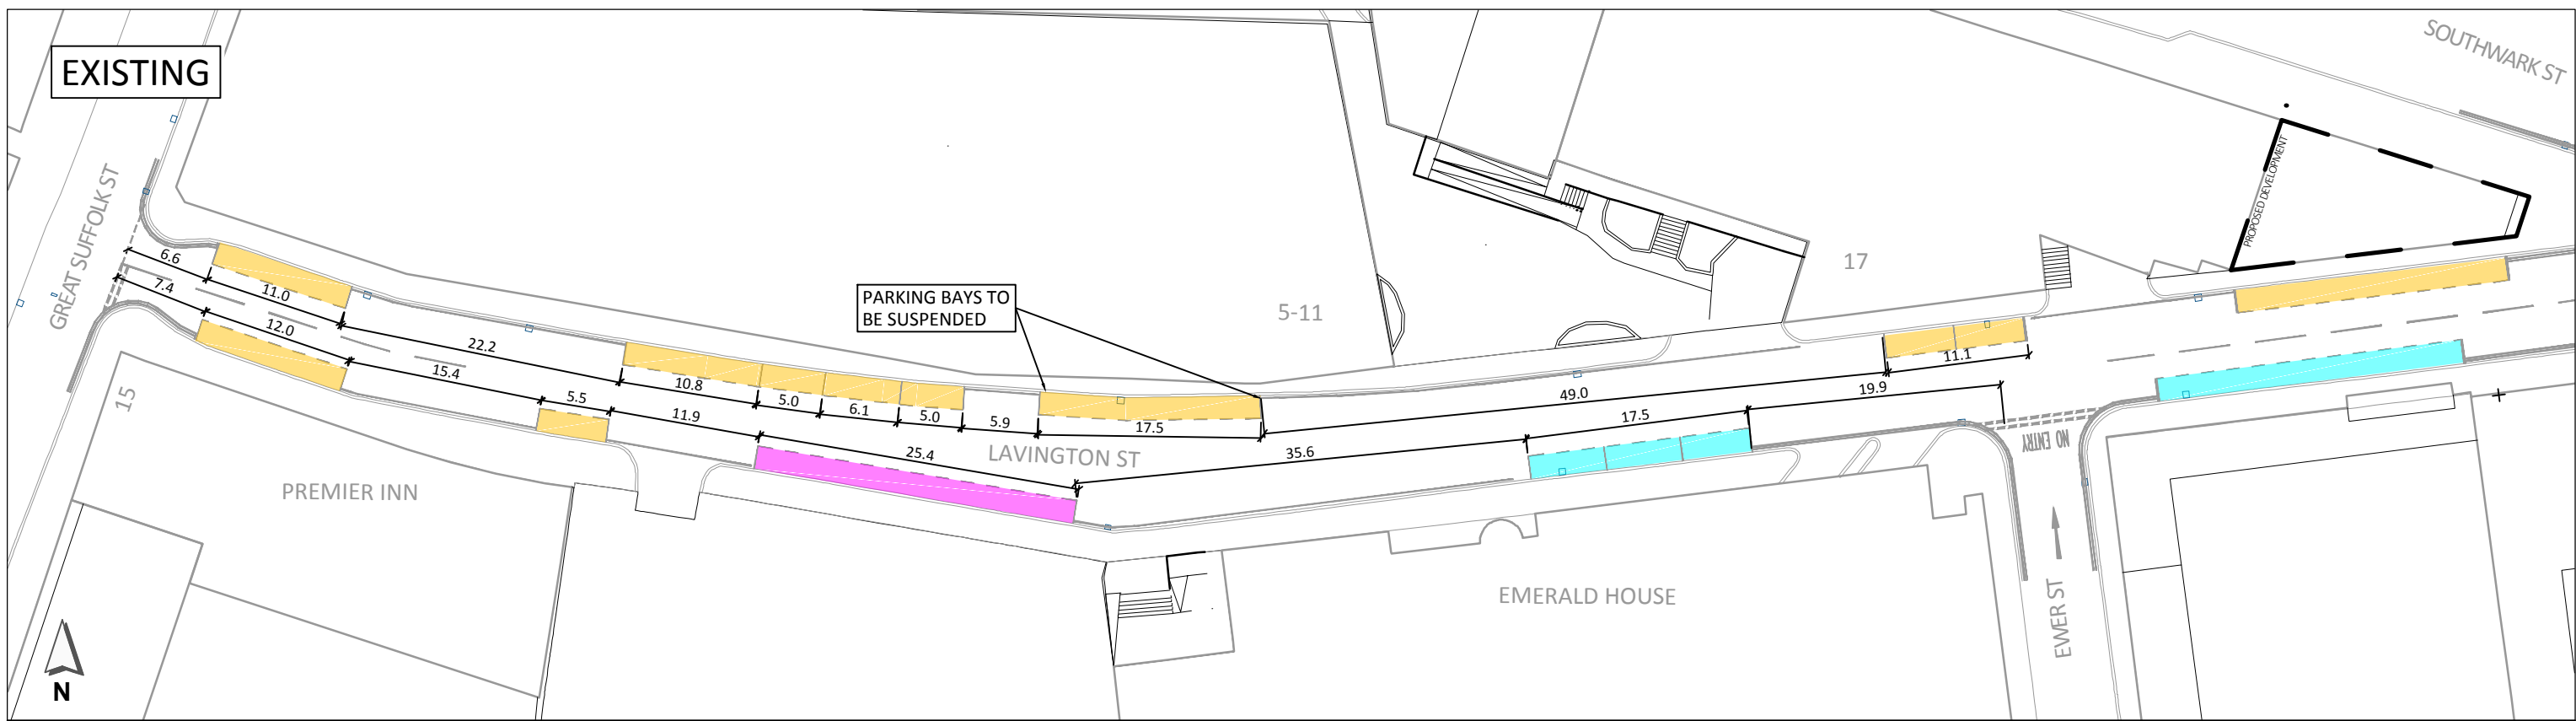 EXISTING
SOUTHWARK ST
GREAT SUFFOLK ST
PROPOSED DEVELOPMENT
6.6
11.0
7.4
12.0
22.2
15.4
5.5
11.9
10.8
5.0
6.1
5.0
5.9
17.5
PARKING BAYS TO
BE SUSPENDED
5-11
17
49.0
11.1
19.9
17.5
35.6
25.4
LAVINGTON ST
15
PREMIER INN
EMERALD HOUSE
NO ENTRY
EWER ST
N